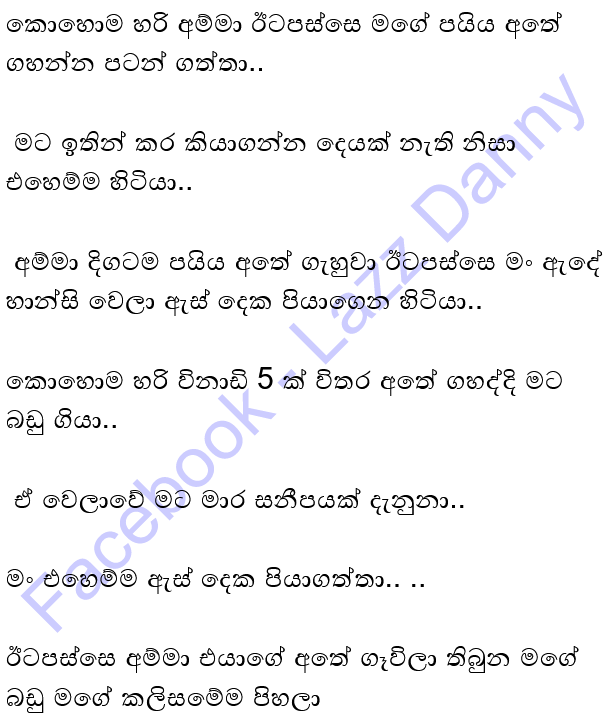 කොහොම හරි අම්මා ඊටපස්සෙ මගේ පයිය අතේ
ගහන්න පටන් ගත්තා..
මට ඉතින් කර කියාගන්න දෙයක් නැති නිසා
එහෙම්ම හිටියා..
අම්මා දිගටම පයිය අතේ ගැහුවා ඊටපස්සෙ මං ඇදේ
හාන්සි වෙලා ඇස් දෙක පියාගෙන හිටියා..
කොහොම හරි විනාඩි 5 ක් විතර අතේ ගහද්දි මට
බඩු ගියා..
ඒ වෙලාවේ මට මාර සනීපයක් දැනුනා..
මං එහෙම්ම ඇස් දෙක පියාගත්තා.. ..
ඊටපස්සෙ අම්මා එයාගේ අතේ ගෑවිලා තිබුන මගේ
බඩු මගේ කලිසමේම පිහලා
Facebook - Lazz Danny